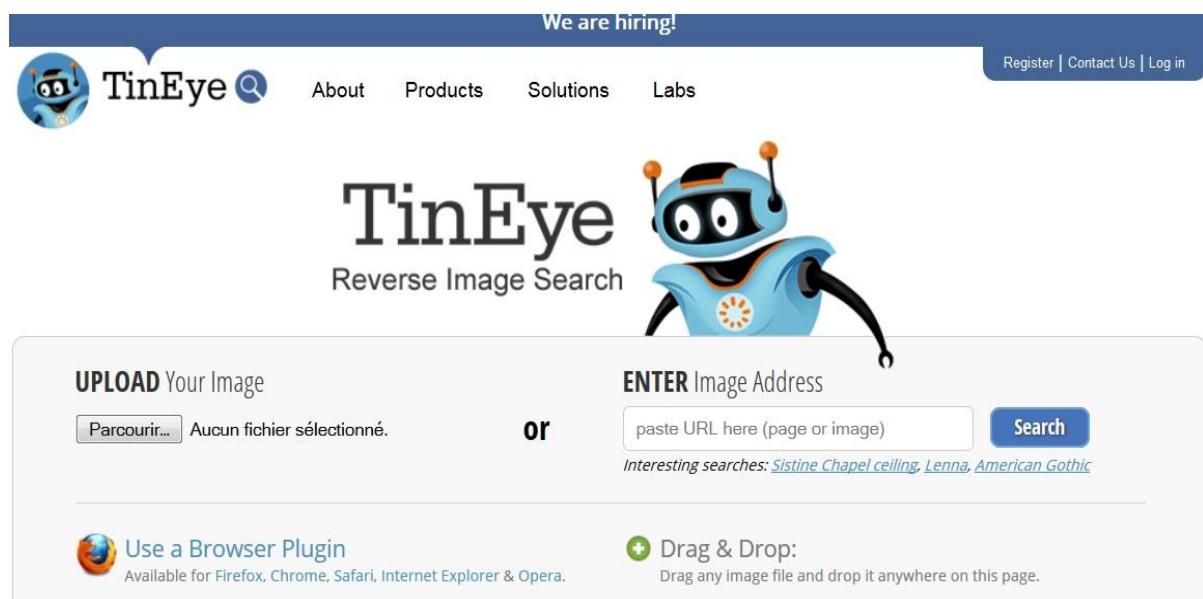 We are hiring!
Register | Contact Us | Log in
TinEye
About Products Solutions Labs
TinEye
Reverse Image Search
UPLOAD Your Image
Parcourir... Aucun fichier sélectionné.
or
ENTER Image Address
paste URL here (page or image) Search
Interesting searches: Sistine Chapel ceiling, Lenna, American Gothic
Use a Browser Plugin
Available for Firefox, Chrome, Safari, Internet Explorer & Opera.
Drag & Drop:
Drag any image file and drop it anywhere on this page.